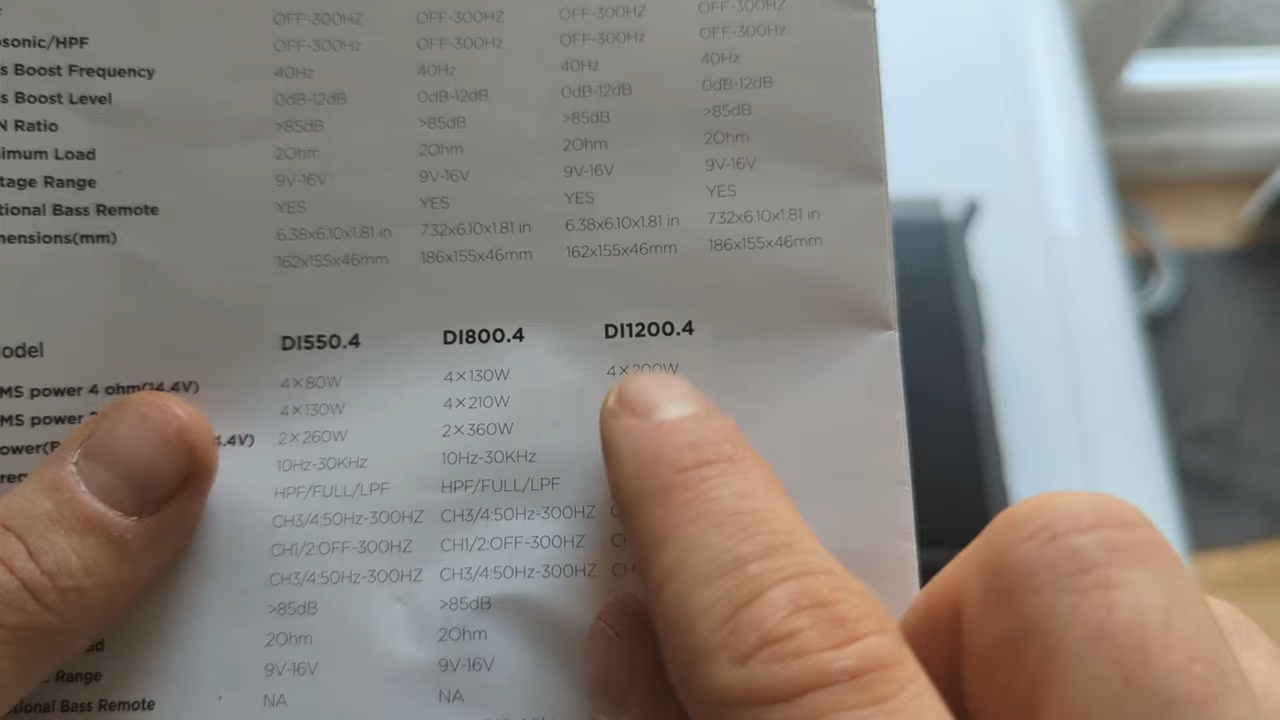 OFF-300HZ OFF-300HZ OFF-300HZ OFF-300HZ
sonic/HPF OFF-300Hz OFF-300Hz OFF-300Hz OFF-300HZ
s Boost Frequency 40Hz 40Hz 40Hz 40Hz
s Boost Level 0dB-12dB 0dB-12dB 0dB-12dB 0dB-12dB
N Ratio >85dB >85dB >85dB >85dB
imum Load 2Ohm 2Ohm 2Ohm 2Ohm
tage Range 9V-16V 9V-16V 9V-16V 9V-16V
tional Bass Remote YES YES YES YES
mensions(mm) 6.38x6.10x1.81 in 7.32x6.10x1.81 in 6.38x6.10x1.81 in 7.32x6.10x1.81 in
162x155x46mm 186x155x46mm 162x155x46mm 186x155x46mm
odel DI550.4 DI800.4 DI1200.4
MS power 4 ohm(14.4V) 4×80W 4×130W 4×200W
MS power 4×130W 4×210W
ower(P .4V) 2×260W 2×360W
10Hz-30KHz 10Hz-30KHz
HPF/FULL/LPF HPF/FULL/LPF
CH3/4:50Hz-300HZ CH3/4:50Hz-300HZ
CH1/2:OFF-300HZ CH1/2:OFF-300HZ
CH3/4:50Hz-300HZ CH3/4:50Hz-300HZ CH
>85dB >85dB
2Ohm 2Ohm
Range 9V-16V 9V-16V
tional Bass Remote NA NA